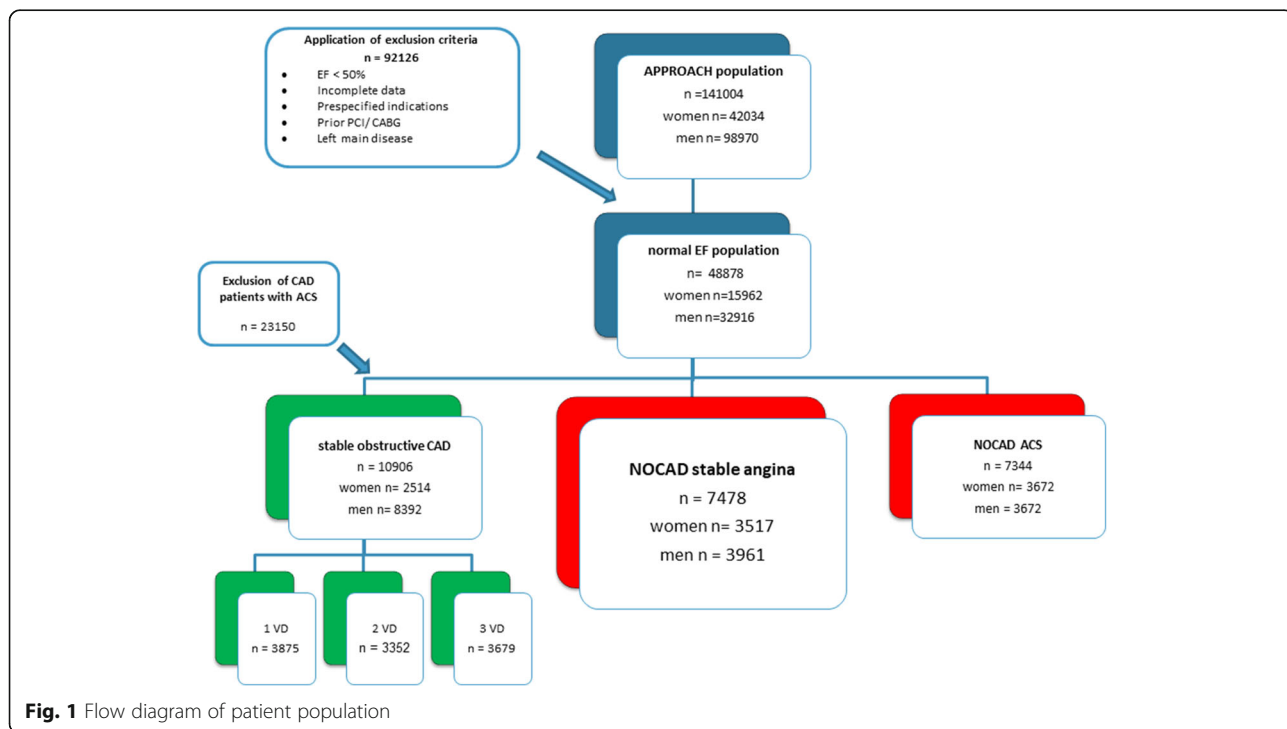 Application of exclusion criteria
n = 92126
• EF < 50%
• Incomplete data
• Prespecified indications
• Prior PCI/ CABG
• Left main disease
APPROACH population
n =141004
women n= 42034
men n= 98970
normal EF population
n= 48878
women n=15962
men n=32916
Exclusion of CAD
patients with ACS
n = 23150
stable obstructive CAD
n = 10906
women n= 2514
men n= 8392
NOCAD stable angina
n = 7478
women n= 3517
men n = 3961
NOCAD ACS
n = 7344
women n= 3672
men = 3672
1 VD
n = 3875
2 VD
n = 3352
3 VD
n = 3679
Fig. 1 Flow diagram of patient population